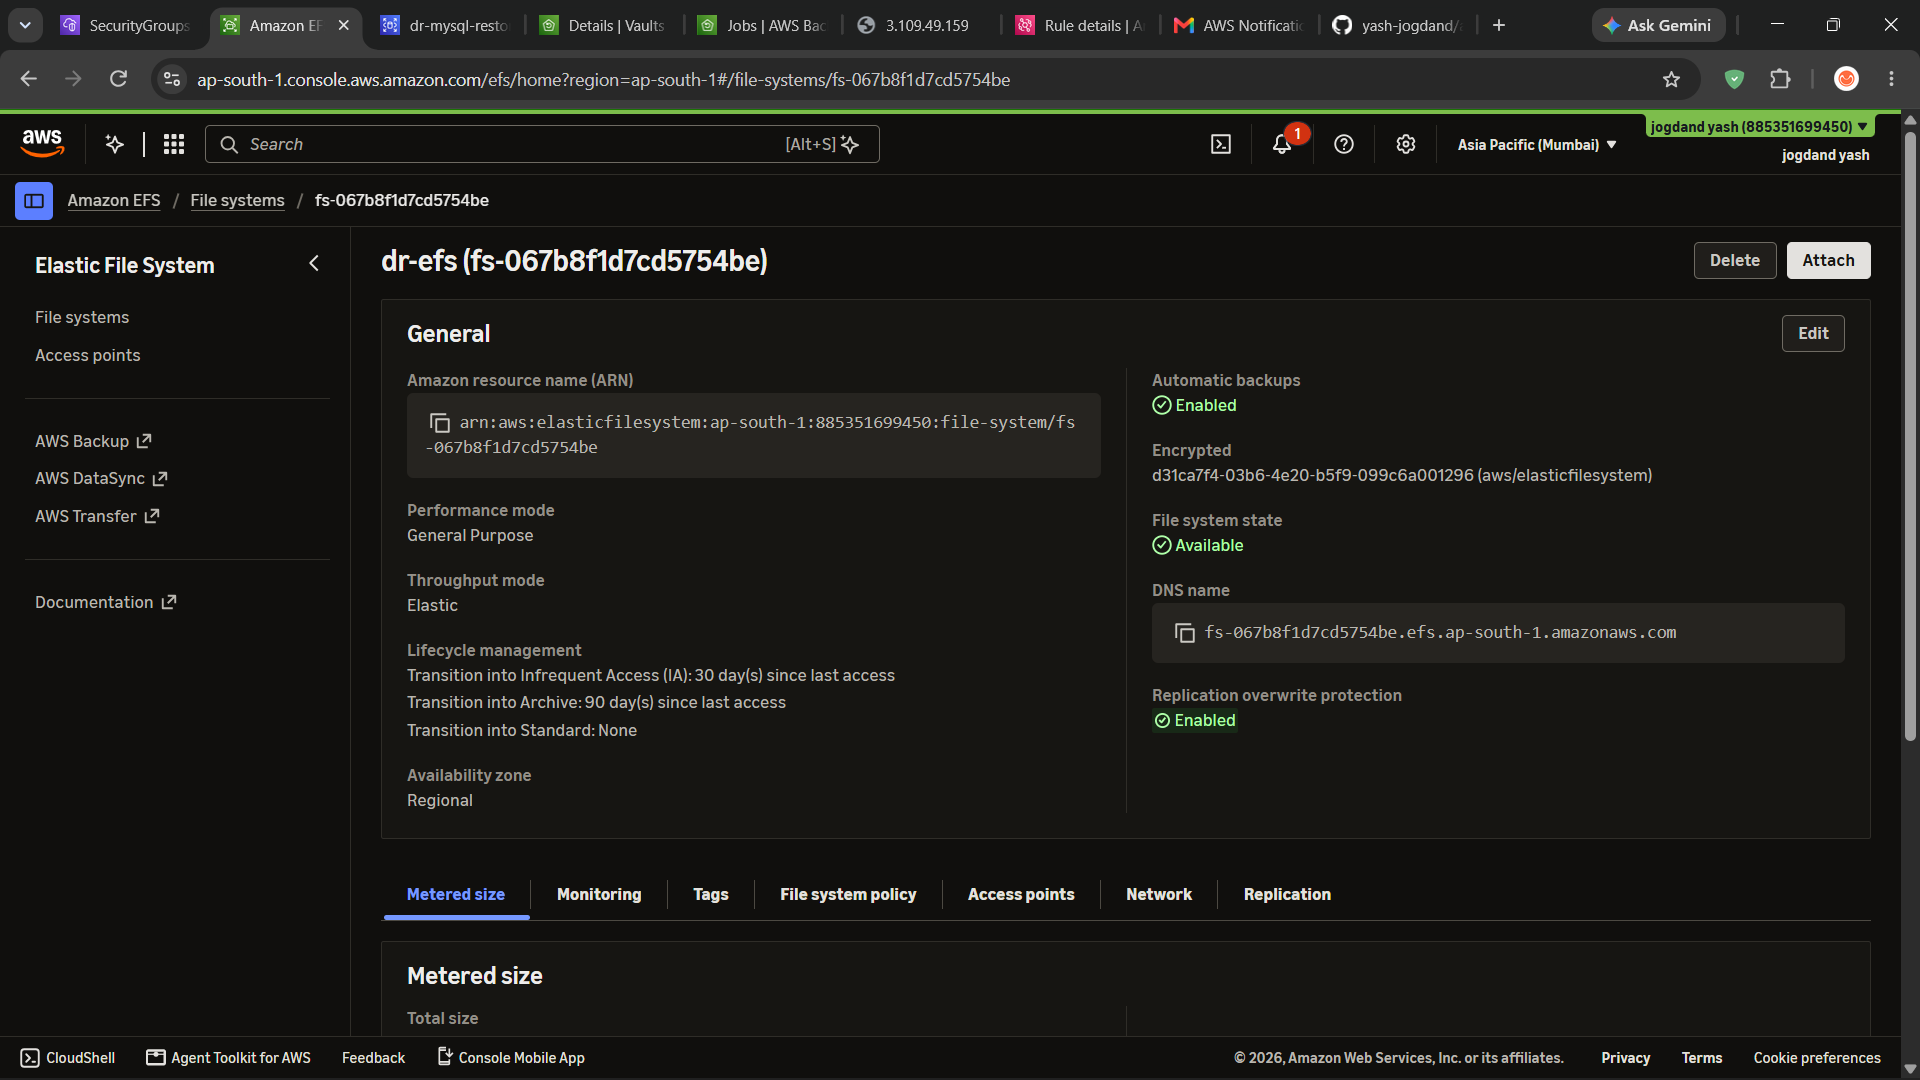 SecurityGroups
Amazon EF
dr-mysql-resto
Details | Vaults
Jobs | AWS Bac
3.109.49.159
Rule details | A
AWS Notificatio
yash-jogdand/
Ask Gemini
ap-south-1.console.aws.amazon.com/efs/home?region=ap-south-1#/file-systems/fs-067b8f1d7cd5754be
aws
Search
[Alt+S]
1
Asia Pacific (Mumbai)
jogdand yash (885351699450)
jogdand yash
Amazon EFS / File systems / fs-067b8f1d7cd5754be
Elastic File System
File systems
Access points
AWS Backup
AWS DataSync
AWS Transfer
Documentation
dr-efs (fs-067b8f1d7cd5754be)
Delete
Attach
General
Edit
Amazon resource name (ARN)
arn:aws:elasticfilesystem:ap-south-1:885351699450:file-system/fs
-067b8f1d7cd5754be
Performance mode
General Purpose
Throughput mode
Elastic
Lifecycle management
Transition into Infrequent Access (IA): 30 day(s) since last access
Transition into Archive: 90 day(s) since last access
Transition into Standard: None
Availability zone
Regional
Automatic backups
Enabled
Encrypted
d31ca7f4-03b6-4e20-b5f9-099c6a001296 (aws/elasticfilesystem)
File system state
Available
DNS name
fs-067b8f1d7cd5754be.efs.ap-south-1.amazonaws.com
Replication overwrite protection
Enabled
Metered size
Monitoring
Tags
File system policy
Access points
Network
Replication
Metered size
Total size
CloudShell
Agent Toolkit for AWS
Feedback
Console Mobile App
© 2026, Amazon Web Services, Inc. or its affiliates.
Privacy
Terms
Cookie preferences